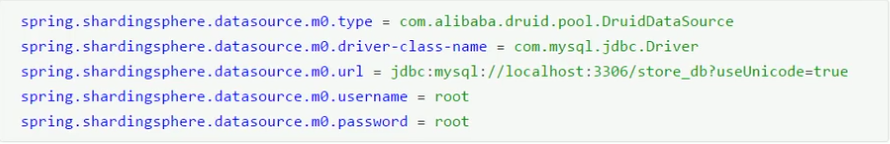 spring.shardingsphere.datasource.m0.type = com.alibaba.druid.pool.DruidDataSource
spring.shardingsphere.datasource.m0.driver-class-name = com.mysql.jdbc.Driver
spring.shardingsphere.datasource.m0.url = jdbc:mysql://localhost:3306/store_db?useUnicode=true
spring.shardingsphere.datasource.m0.username = root
spring.shardingsphere.datasource.m0.password = root